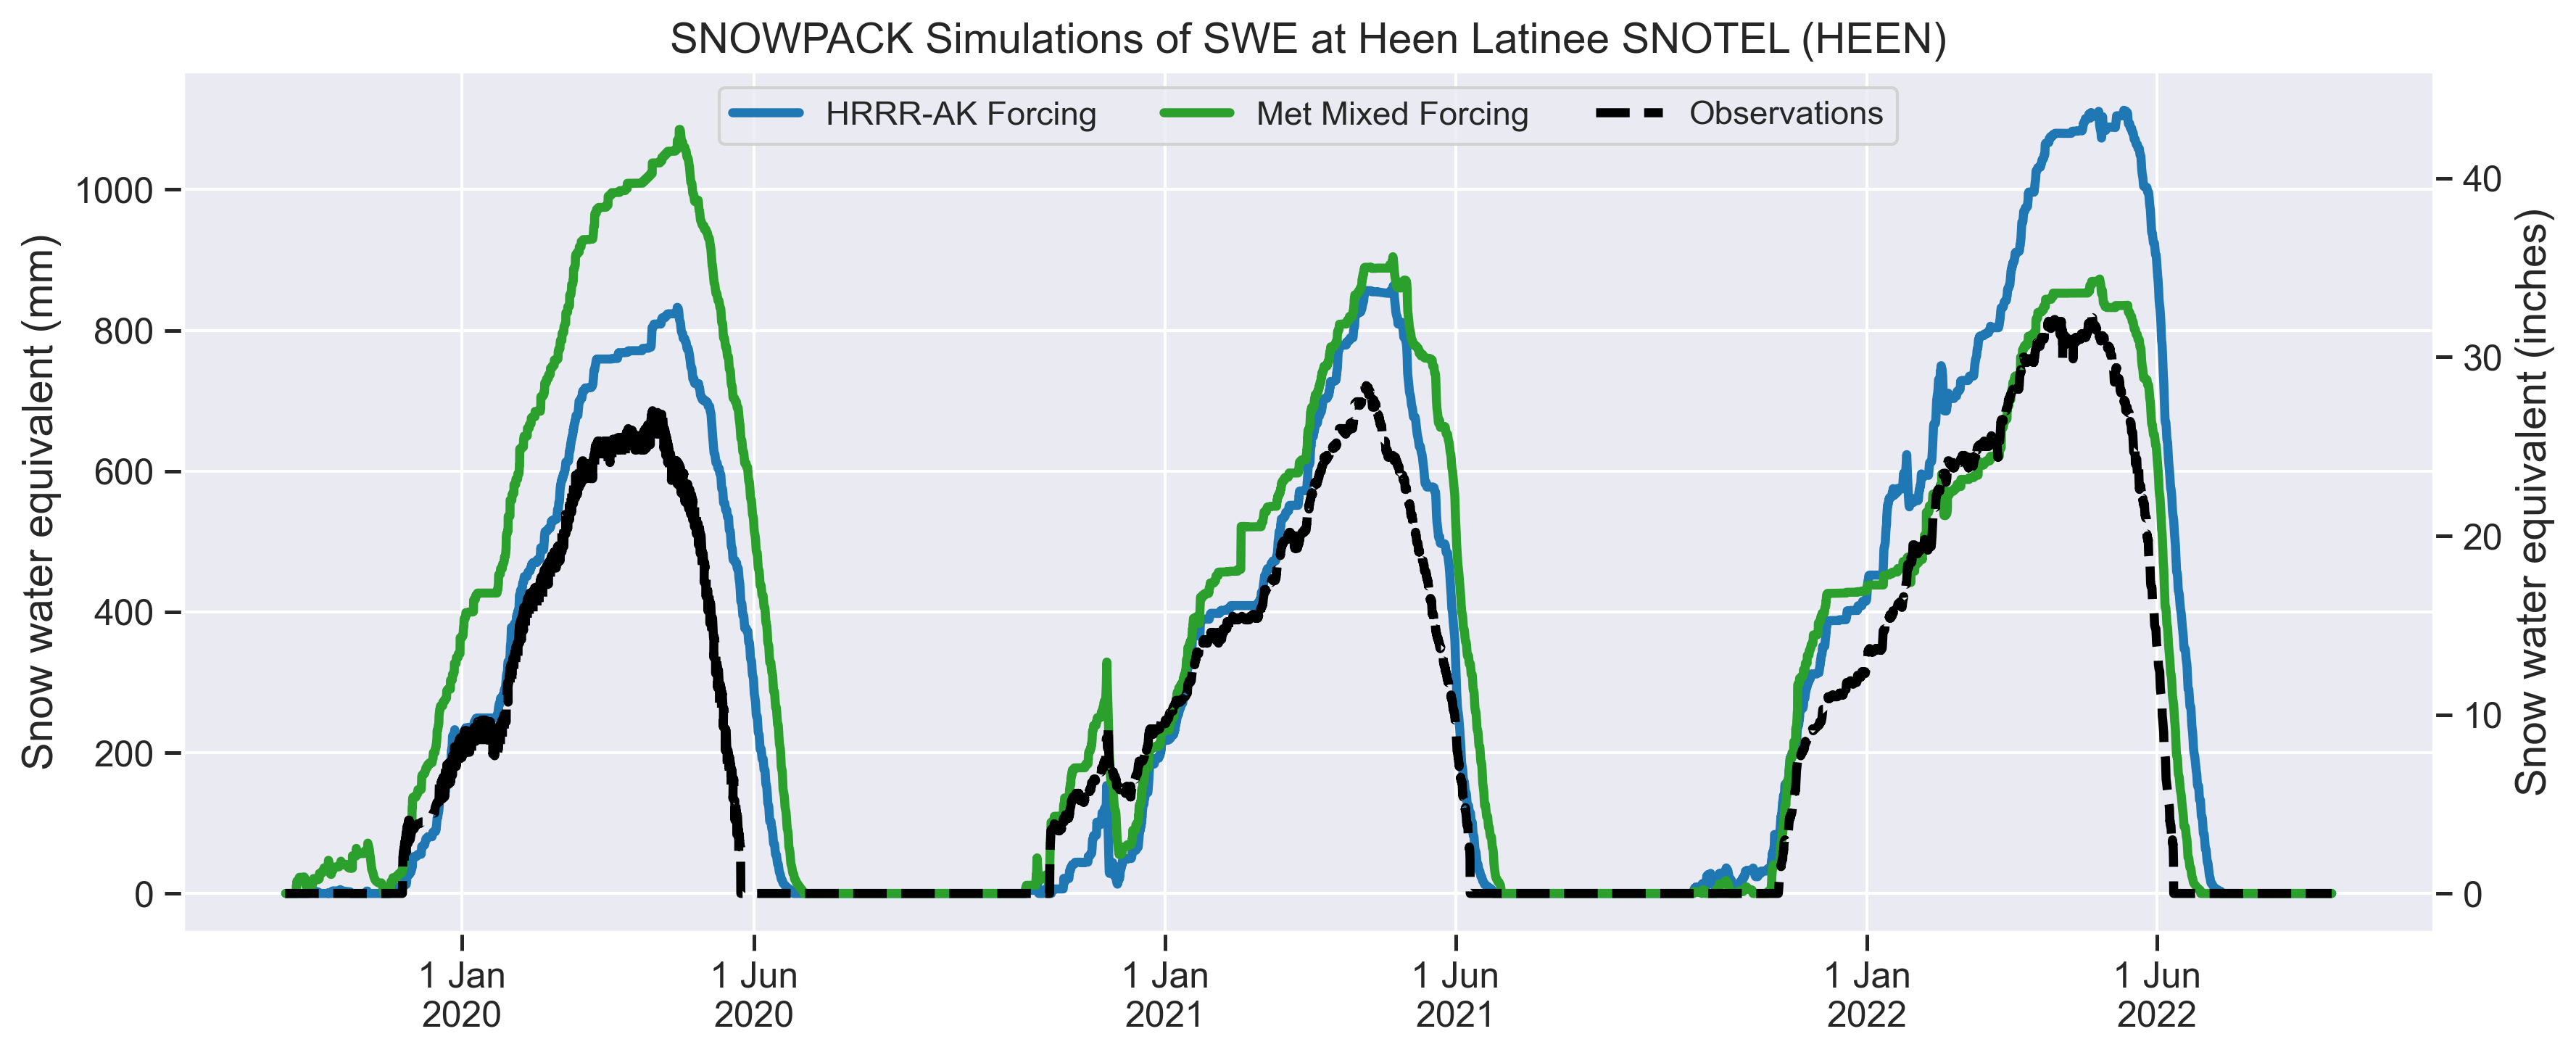 SNOWPACK Simulations of SWE at Heen Latinee SNOTEL (HEEN)
HRRR-AK Forcing
Met Mixed Forcing
Observations
Snow water equivalent (mm)
1000
800
600
400
200
0
Snow water equivalent (inches)
40
30
20
10
0
1 Jan
2020
1 Jun
2020
1 Jan
2021
1 Jun
2021
1 Jan
2022
1 Jun
2022